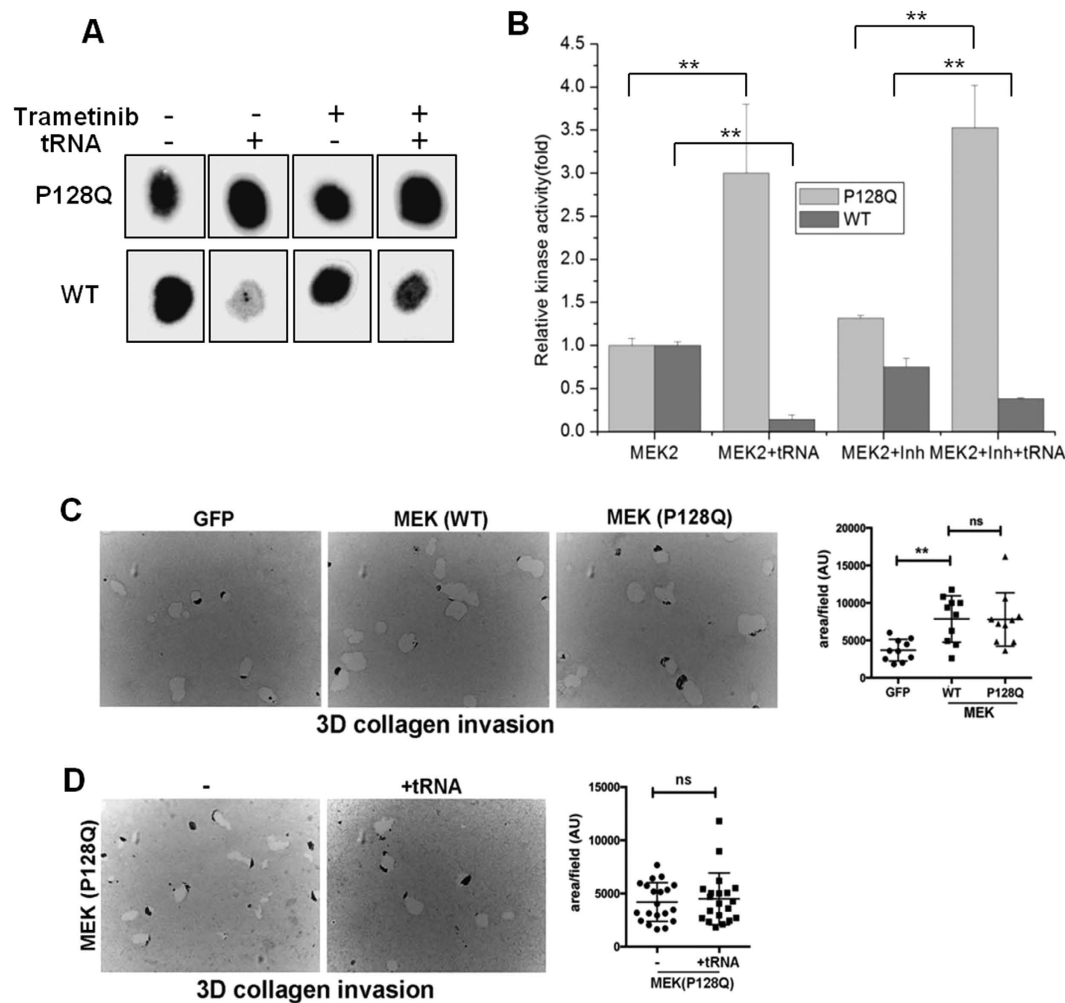 A
Trametinib - - + +
tRNA - + - +
P128Q
WT
B
** ** ** **
Relative kinase activity(fold)
4.5
4.0
3.5
3.0
2.5
2.0
1.5
1.0
0.5
0.0
P128Q
WT
MEK2 MEK2+tRNA MEK2+Inh MEK2+Inh+tRNA
C
GFP MEK (WT) MEK (P128Q)
3D collagen invasion
area/field (AU)
20000
15000
10000
5000
0
** ns
GFP WT P128Q
MEK
D
- +tRNA
MEK (P128Q)
3D collagen invasion
area/field (AU)
15000
10000
5000
0
ns
- +tRNA
MEK(P128Q)